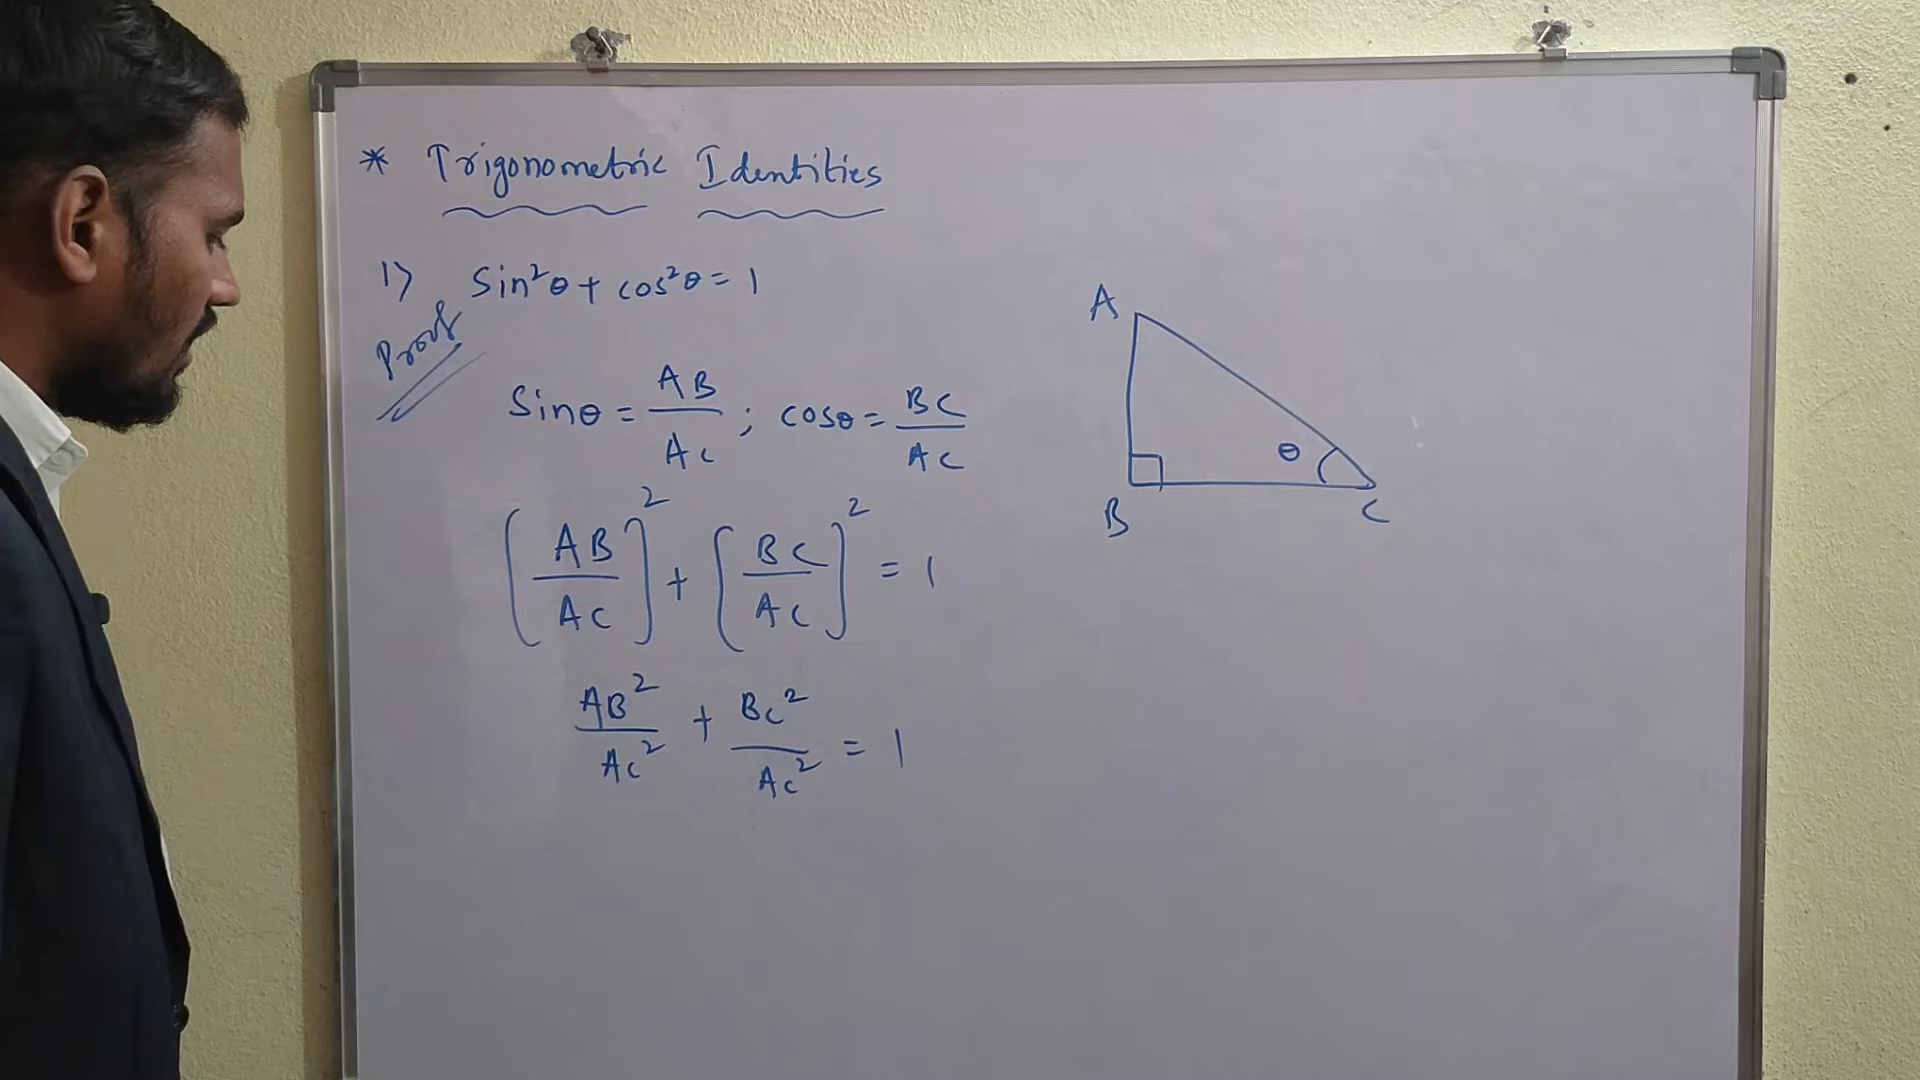 * Trigonometric Identities
1) Sin²θ + cos²θ = 1
Proof
Sinθ = AB/AC ; cosθ = BC/AC
[AB/AC]² + [BC/AC]² = 1
AB²/AC² + BC²/AC² = 1
A
θ
B C